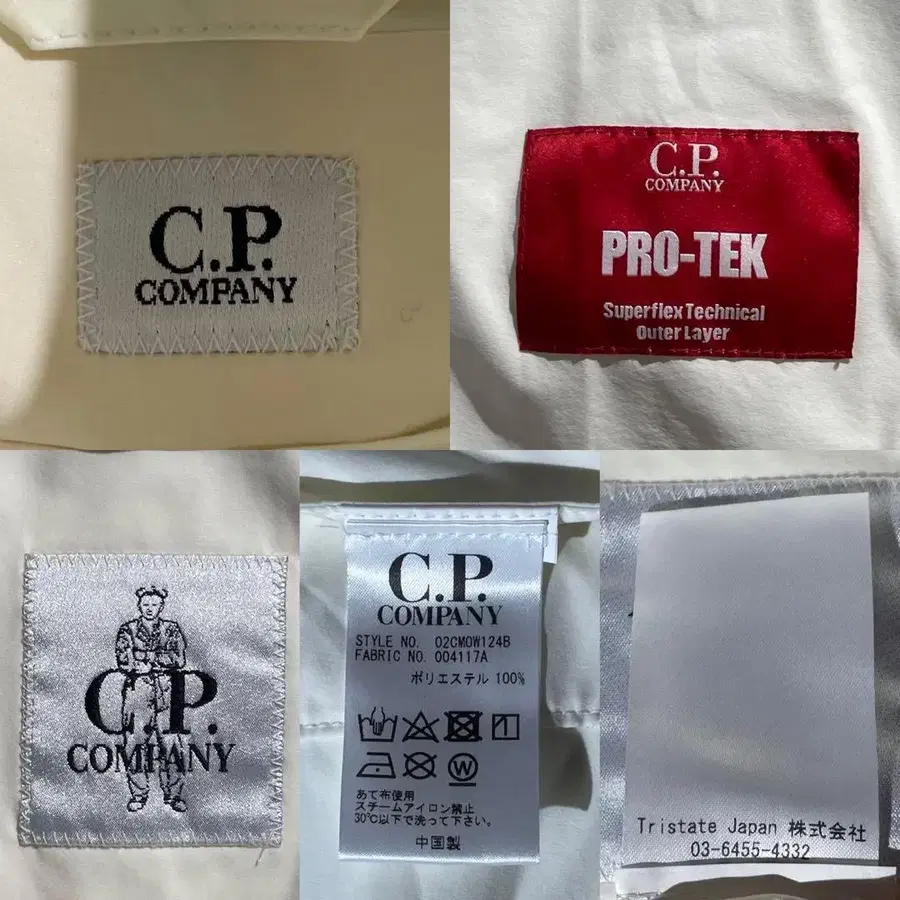 C.P.
COMPANY
C.P.
COMPANY
PRO-TEK
Superflex Technical
Outer Layer
C.P.
COMPANY
C.P.
COMPANY
STYLE NO. 02CMOW124B
FABRIC NO. 004117A
ポリエステル 100%
あて布使用
スチームアイロン禁止
30℃以下で洗って下さい。
中国製
Tristate Japan 株式会社
03-6455-4332